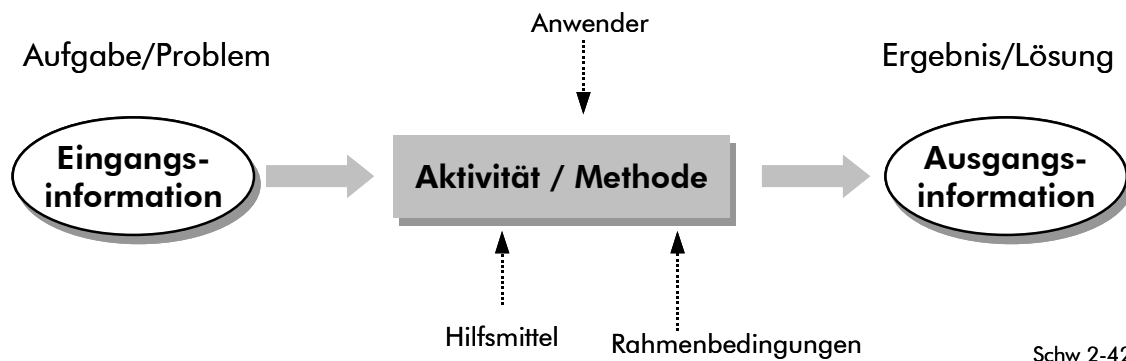 Anwender
Aufgabe/Problem
Ergebnis/Lösung
Eingangs-
information
Aktivität / Methode
Ausgangs-
information
Hilfsmittel
Rahmenbedingungen
Schw 2-42